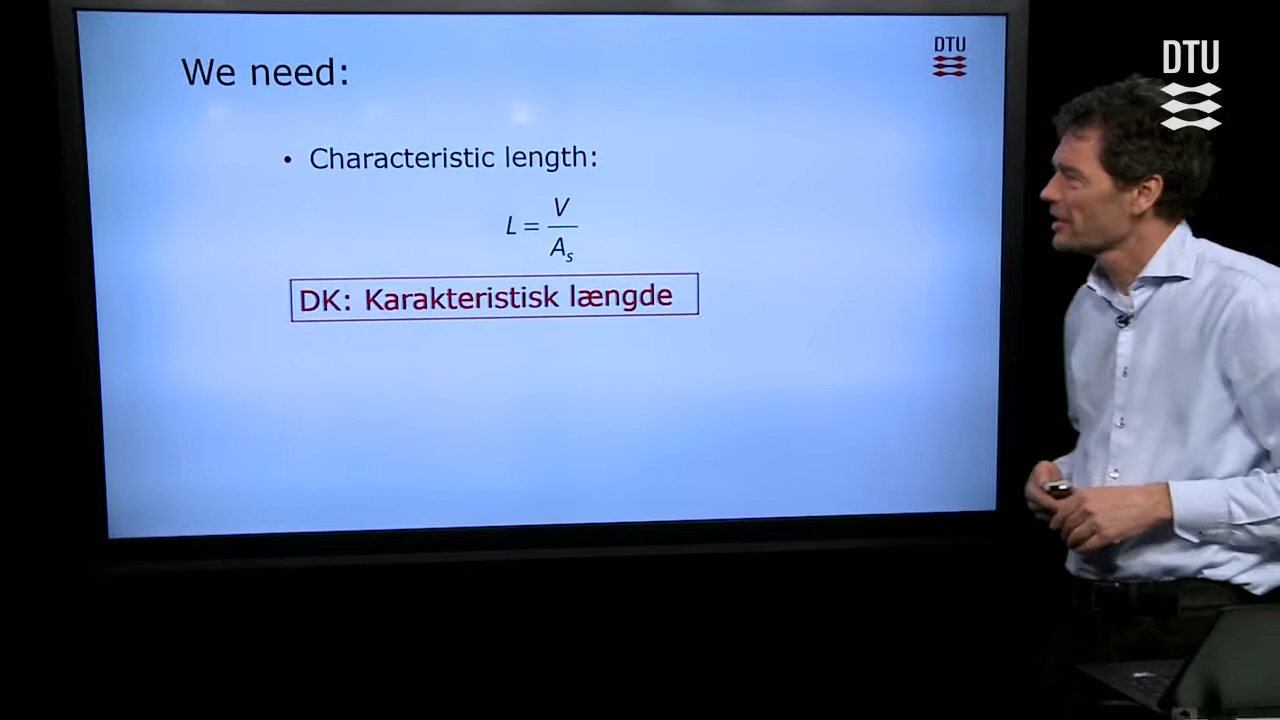 We need:
DTU
DTU
• Characteristic length:
L = V / A_s
DK: Karakteristisk længde